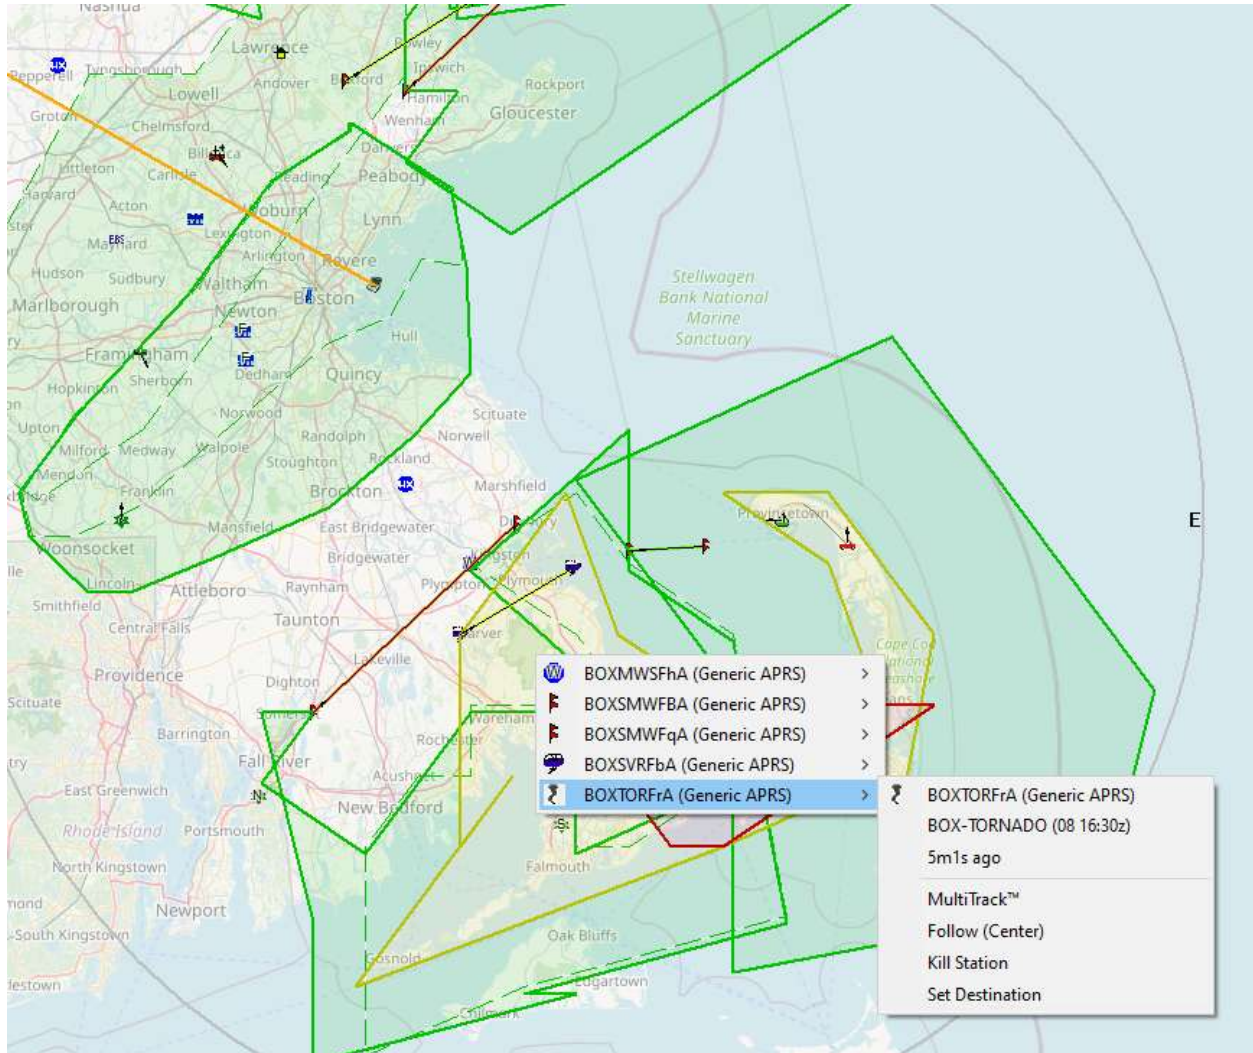 Nashua
Lawrence
Rowley
Pepperell
Tyngsborough
Andover
Ipswich
Lowell
Hamilton
Rockport
Groton
Wenham
Gloucester
Chelmsford
Danvers
Littleton
Carlisle
Reading
Peabody
Harvard
Acton
Woburn
Lynn
EBS
Maynard
Lexington
Arlington
Revere
Hudson
Sudbury
Waltham
Boston
Stellwagen
Bank National
Marine
Sanctuary
Marlborough
Newton
Hull
Framingham
Sherborn
Dedham
Quincy
Hopkinton
Norwood
Scituate
Upton
Randolph
Norwell
Milford
Medway
Walpole
Stoughton
Rockland
Mendon
Franklin
Brockton
Marshfield
Provincetown
E
Mansfield
East Bridgewater
Woonsocket
Bridgewater
Lincoln
Attleboro
Raynham
Plympton
Plymouth
Smithfield
Central Falls
Taunton
Carver
Lakeville
Providence
Dighton
Scituate
Somerset
Wareham
Barrington
Rochester
Fall River
East Greenwich
Acushnet
New Bedford
Rhode Island
Portsmouth
North Kingstown
Falmouth
Newport
South Kingstown
Oak Bluffs
Gosnold
Edgartown
Chilmark
BOXMWSFhA (Generic APRS)
BOXSMWFBA (Generic APRS)
BOXSMWFqA (Generic APRS)
BOXSVRFbA (Generic APRS)
BOXTORFrA (Generic APRS)
BOXTORFrA (Generic APRS)
BOX-TORNADO (08 16:30z)
5m1s ago
MultiTrack™
Follow (Center)
Kill Station
Set Destination